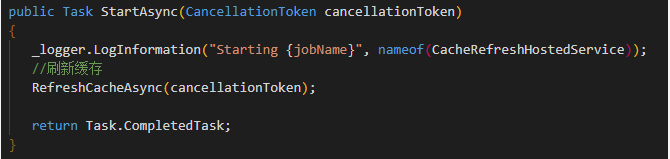 public Task StartAsync(CancellationToken cancellationToken)
{
_logger.LogInformation("Starting {jobName}", nameof(CacheRefreshHostedService));
//刷新缓存
RefreshCacheAsync(cancellationToken);
return Task.CompletedTask;
}